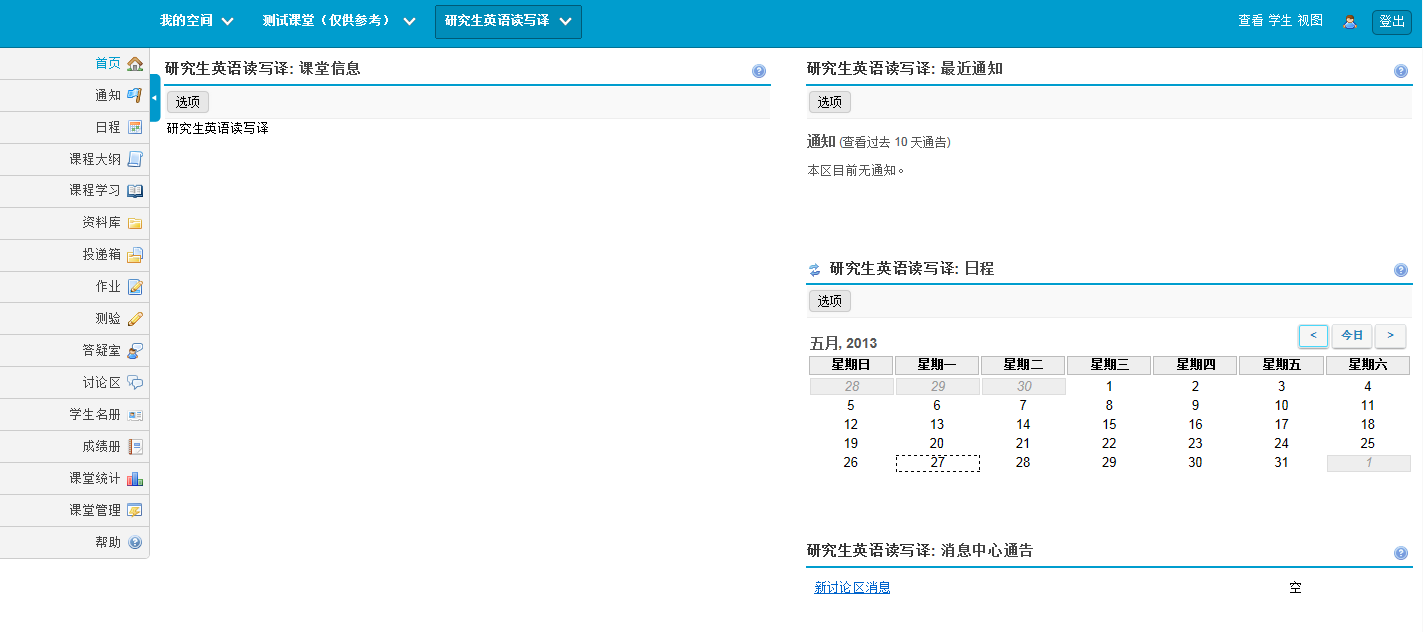 我的空间 测试课堂（仅供参考） 研究生英语读写译 查看 学生 视图 登出
首页
通知
日程
课程大纲
课程学习
资料库
投递箱
作业
测验
答疑室
讨论区
学生名册
成绩册
课堂统计
课堂管理
帮助
研究生英语读写译: 课堂信息
选项
研究生英语读写译
研究生英语读写译: 最近通知
选项
通知 (查看过去 10 天通告)
本区目前无通知。
研究生英语读写译: 日程
选项
< 今日 >
五月, 2013
星期日 星期一 星期二 星期三 星期四 星期五 星期六
28 29 30 1 2 3 4
5 6 7 8 9 10 11
12 13 14 15 16 17 18
19 20 21 22 23 24 25
26 27 28 29 30 31 1
研究生英语读写译: 消息中心通告
新讨论区消息 空